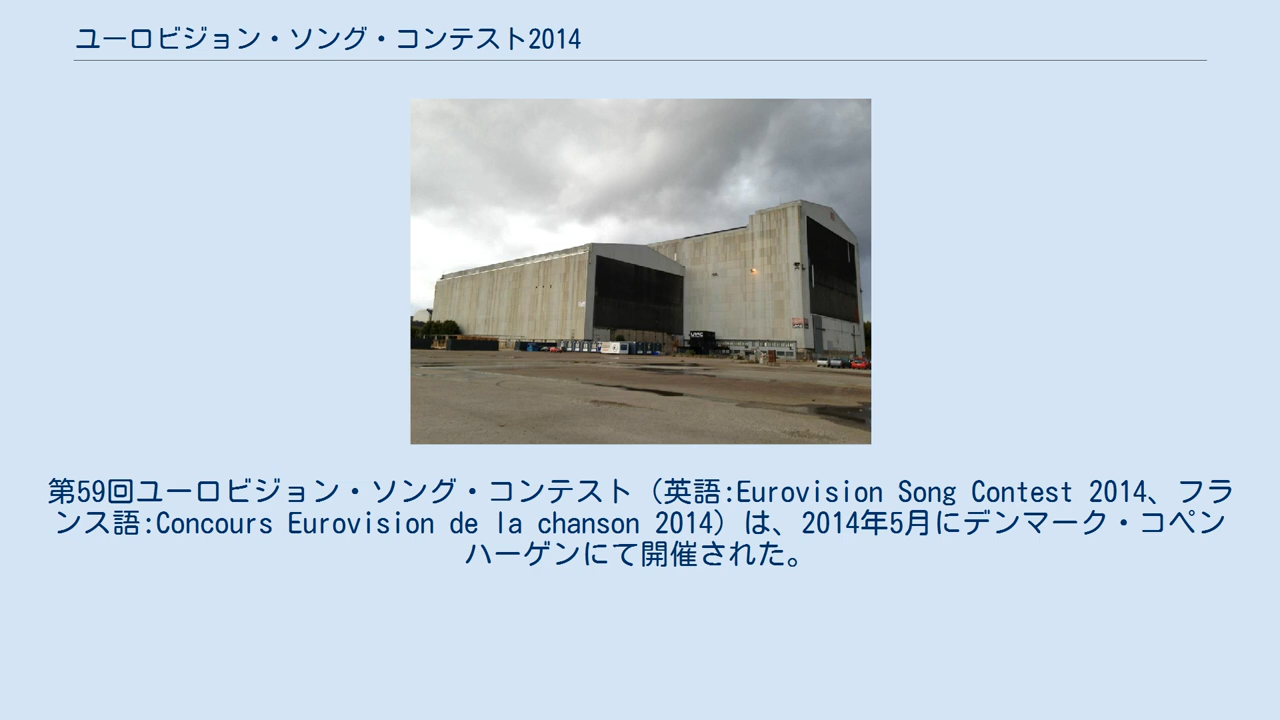 ユーロビジョン・ソング・コンテスト2014
第59回ユーロビジョン・ソング・コンテスト（英語:Eurovision Song Contest 2014、フラ
ンス語:Concours Eurovision de la chanson 2014）は、2014年5月にデンマーク・コペン
ハーゲンにて開催された。